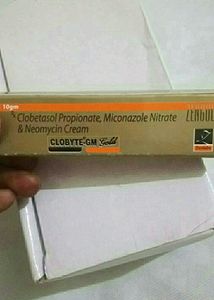 10gm
Clobetasol Propionate, Miconazole Nitrate
& Neomycin Cream
CLOBYTE-GM Gold